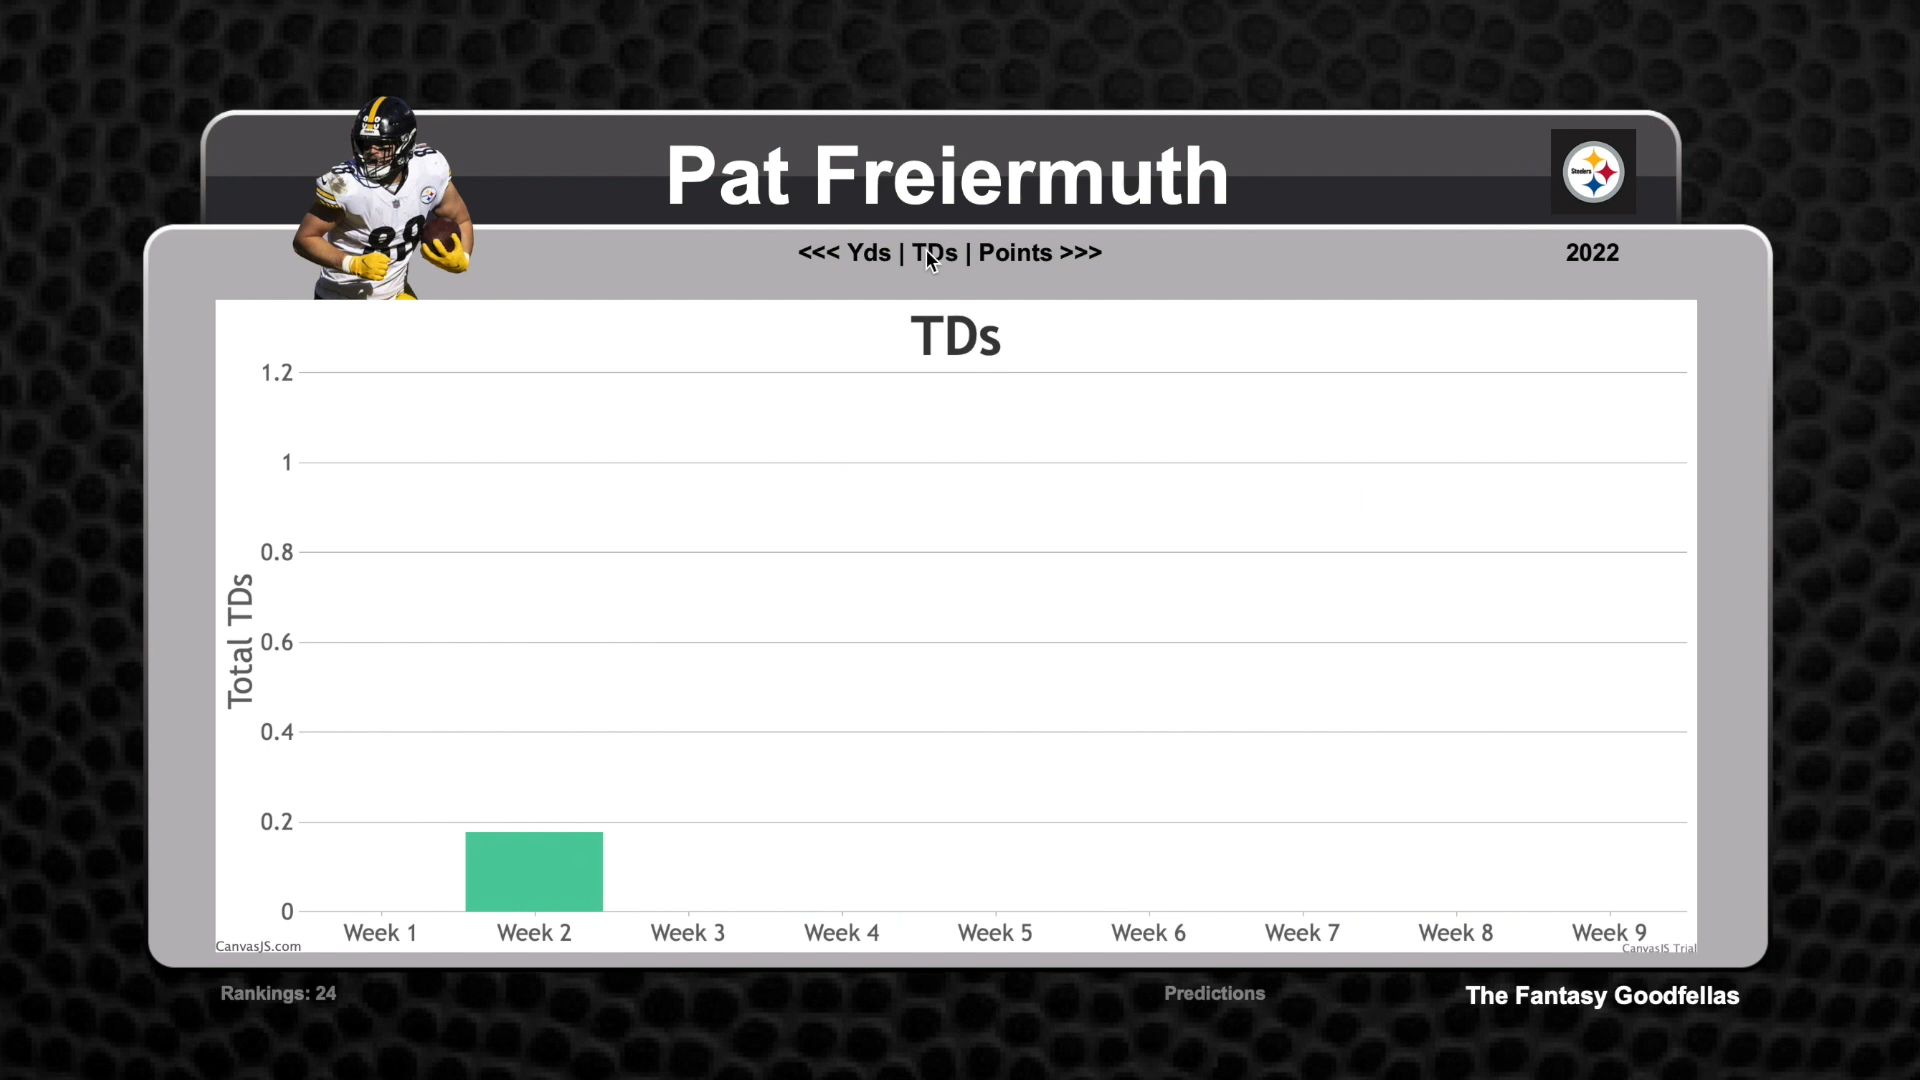 Pat Freiermuth
Steelers
<<< Yds | TDs | Points >>>
2022
88
TDs
Total TDs
1.2
1
0.8
0.6
0.4
0.2
0
Week 1 Week 2 Week 3 Week 4 Week 5 Week 6 Week 7 Week 8 Week 9
CanvasJS.com
CanvasJS Trial
Rankings: 24
Predictions
The Fantasy Goodfellas